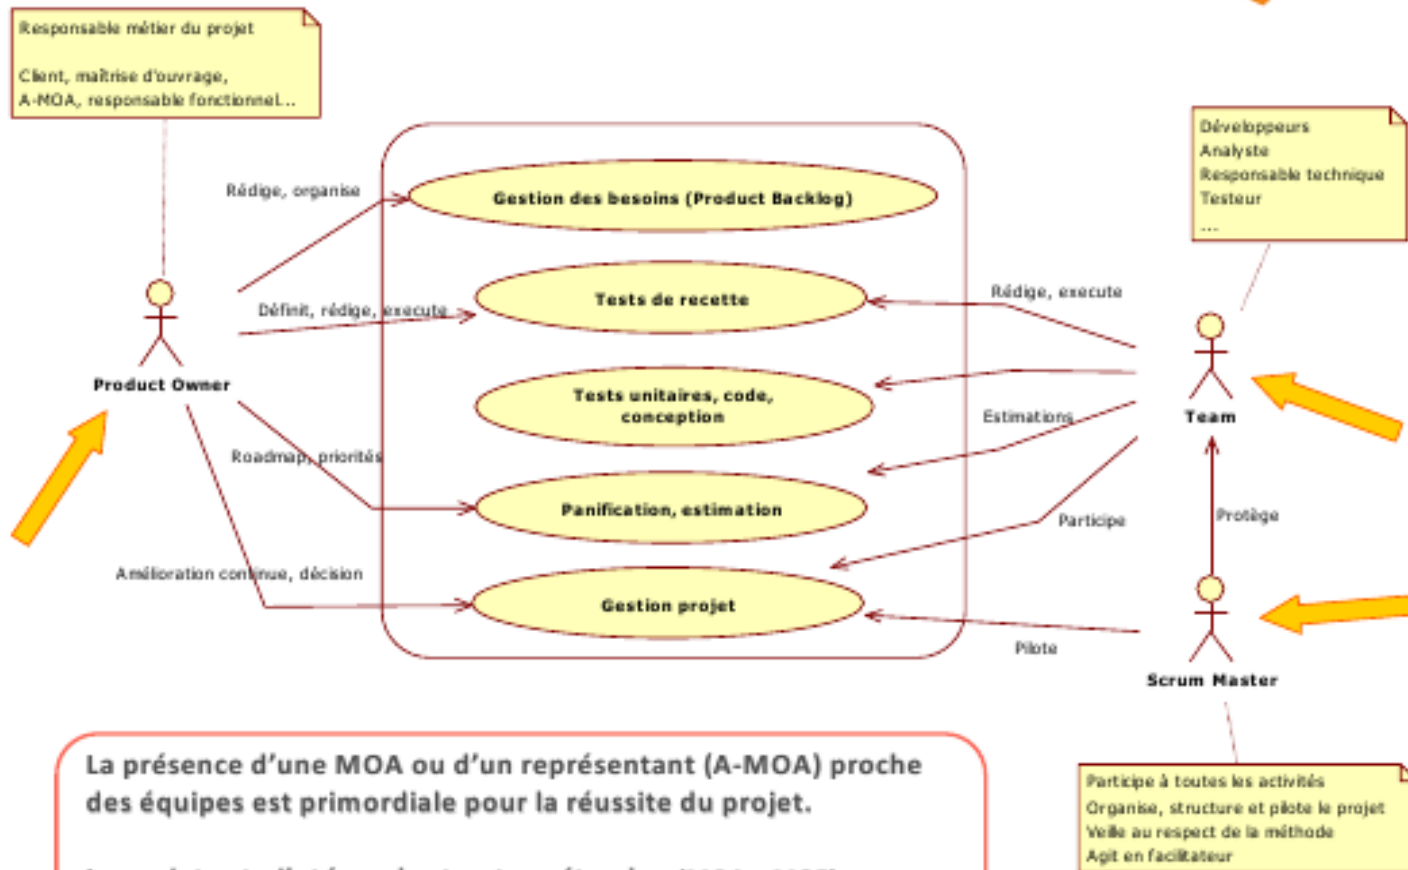 Responsable métier du projet
Client, maîtrise d'ouvrage,
A-MOA, responsable fonctionnel...
Développeurs
Analyste
Responsable technique
Testeur
...
Rédige, organise
Gestion des besoins (Product Backlog)
Définit, rédige, execute
Tests de recette
Rédige, execute
Product Owner
Tests unitaires, code,
conception
Estimations
Team
Roadmap, priorités
Panification, estimation
Participe
Protège
Amélioration continue, décision
Gestion projet
Pilote
Scrum Master
La présence d'une MOA ou d'un représentant (A-MOA) proche
des équipes est primordiale pour la réussite du projet.
Participe à toutes les activités
Organise, structure et pilote le projet
Veille au respect de la méthode
Agit en facilitateur